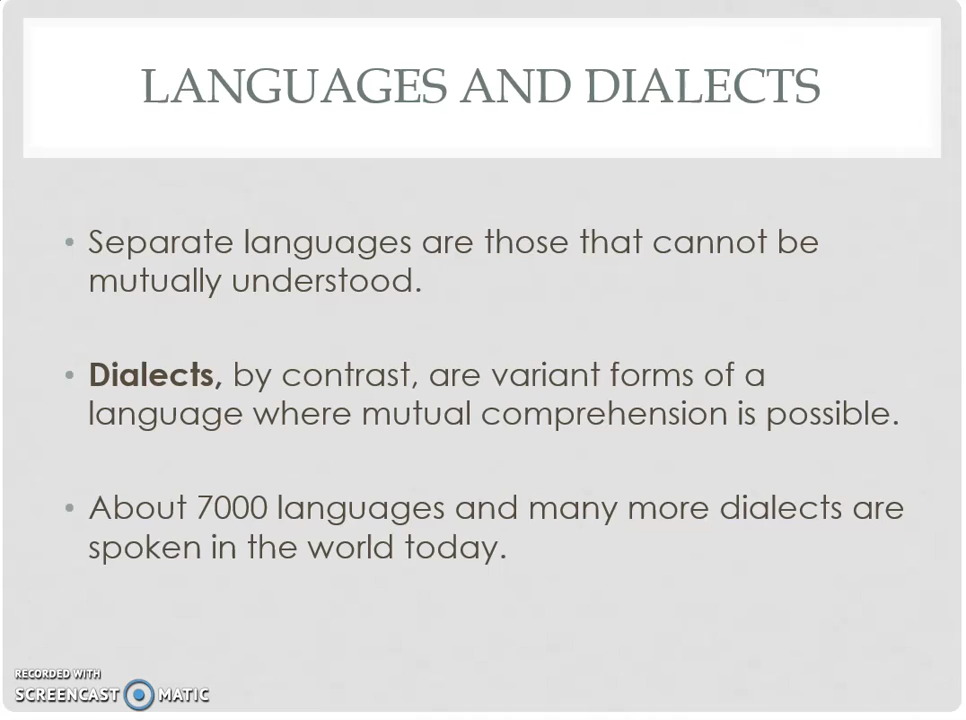 LANGUAGES AND DIALECTS
• Separate languages are those that cannot be
mutually understood.
• Dialects, by contrast, are variant forms of a
language where mutual comprehension is possible.
• About 7000 languages and many more dialects are
spoken in the world today.
RECORDED WITH
SCREENCAST MATIC